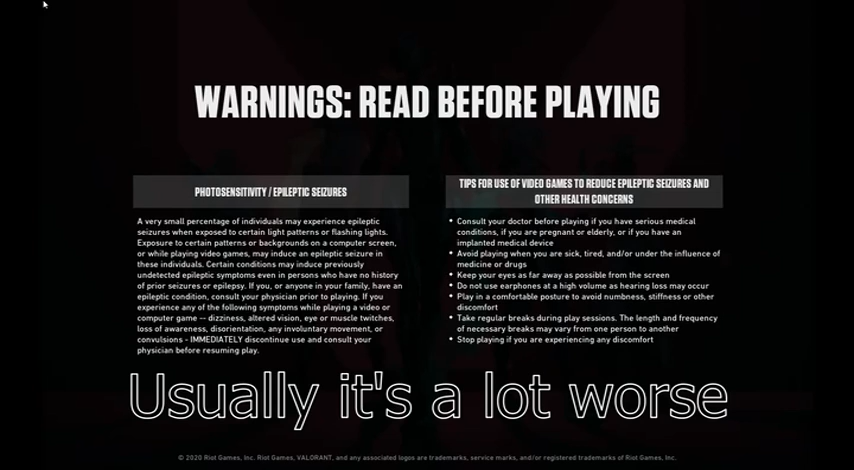 WARNINGS: READ BEFORE PLAYING
PHOTOSENSITIVITY / EPILEPTIC SEIZURES
A very small percentage of individuals may experience epileptic
seizures when exposed to certain light patterns or flashing lights.
Exposure to certain patterns or backgrounds on a computer screen,
or while playing video games, may induce an epileptic seizure in
these individuals. Certain conditions may induce previously
undetected epileptic symptoms even in persons who have no history
of prior seizures or epilepsy. If you, or anyone in your family, have an
epileptic condition, consult your physician prior to playing. If you
experience any of the following symptoms while playing a video or
computer game -- dizziness, altered vision, eye or muscle twitches,
loss of awareness, disorientation, any involuntary movement, or
convulsions - IMMEDIATELY discontinue use and consult your
physician before resuming play.
TIPS FOR USE OF VIDEO GAMES TO REDUCE EPILEPTIC SEIZURES AND
OTHER HEALTH CONCERNS
• Consult your doctor before playing if you have serious medical
conditions, if you are pregnant or elderly, or if you have an
implanted medical device
• Avoid playing when you are sick, tired, and/or under the influence of
medicine or drugs
• Keep your eyes as far away as possible from the screen
• Do not use earphones at a high volume as hearing loss may occur
• Play in a comfortable posture to avoid numbness, stiffness or other
discomfort
• Take regular breaks during play sessions. The length and frequency
of necessary breaks may vary from one person to another
• Stop playing if you are experiencing any discomfort
Usually it's a lot worse
© 2020 Riot Games, Inc. Riot Games, VALORANT, and any associated logos are trademarks, service marks, and/or registered trademarks of Riot Games, Inc.